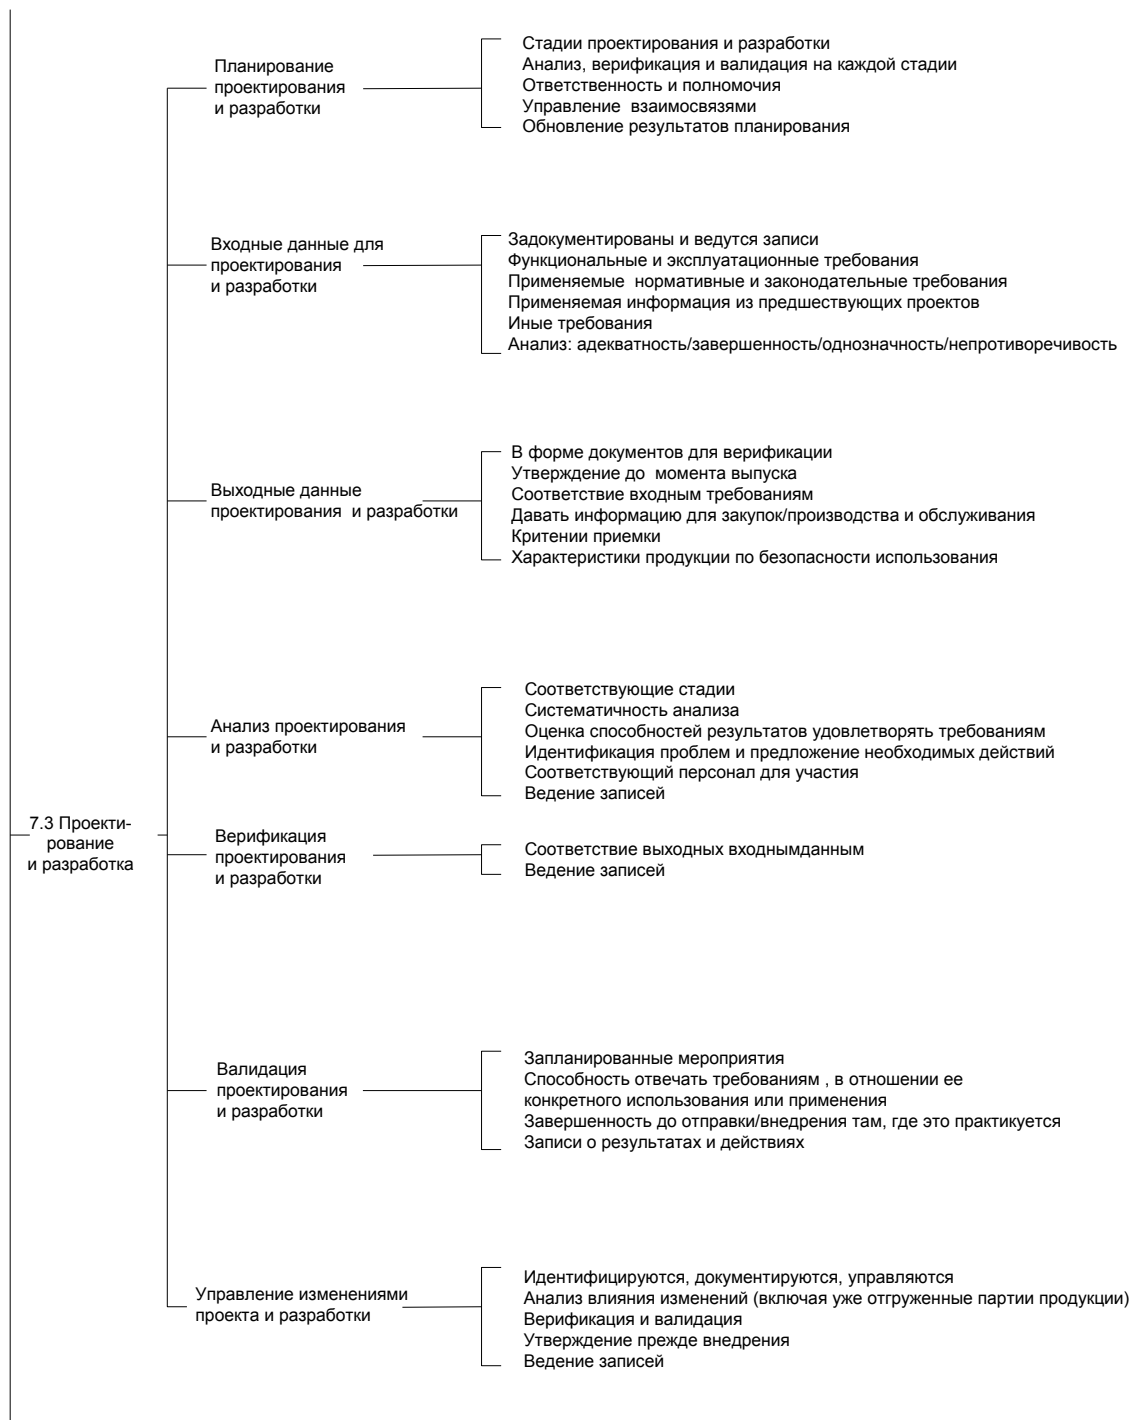 Планирование
проектирования
и разработки
Стадии проектирования и разработки
Анализ, верификация и валидация на каждой стадии
Ответственность и полномочия
Управление взаимосвязями
Обновление результатов планирования
Входные данные для
проектирования
и разработки
Задокументированы и ведутся записи
Функциональные и эксплуатационные требования
Применяемые нормативные и законодательные требования
Применяемая информация из предшествующих проектов
Иные требования
Анализ: адекватность/завершенность/однозначность/непротиворечивость
Выходные данные
проектирования и разработки
В форме документов для верификации
Утверждение до момента выпуска
Соответствие входным требованиям
Давать информацию для закупок/производства и обслуживания
Критении приемки
Характеристики продукции по безопасности использования
Анализ проектирования
и разработки
Соответствующие стадии
Систематичность анализа
Оценка способностей результатов удовлетворять требованиям
Идентификация проблем и предложение необходимых действий
Соответствующий персонал для участия
Ведение записей
7.3 Проекти-
рование
и разработка
Верификация
проектирования
и разработки
Соответствие выходных входнымданным
Ведение записей
Валидация
проектирования
и разработки
Запланированные мероприятия
Способность отвечать требованиям , в отношении ее
конкретного использования или применения
Завершенность до отправки/внедрения там, где это практикуется
Записи о результатах и действиях
Управление изменениями
проекта и разработки
Идентифицируются, документируются, управляются
Анализ влияния изменений (включая уже отгруженные партии продукции)
Верификация и валидация
Утверждение прежде внедрения
Ведение записей